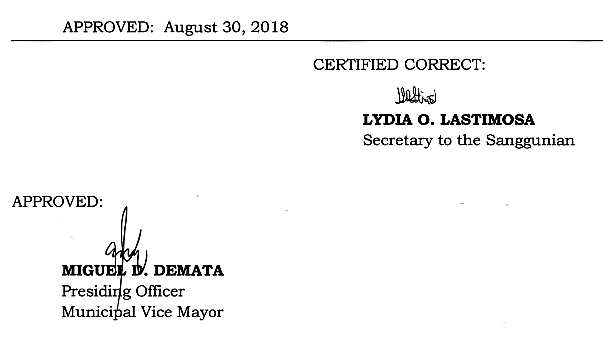 APPROVED: August 30, 2018
CERTIFIED CORRECT:
LYDIA O. LASTIMOSA
Secretary to the Sanggunian
APPROVED:
MIGUEL D. DEMATA
Presiding Officer
Municipal Vice Mayor